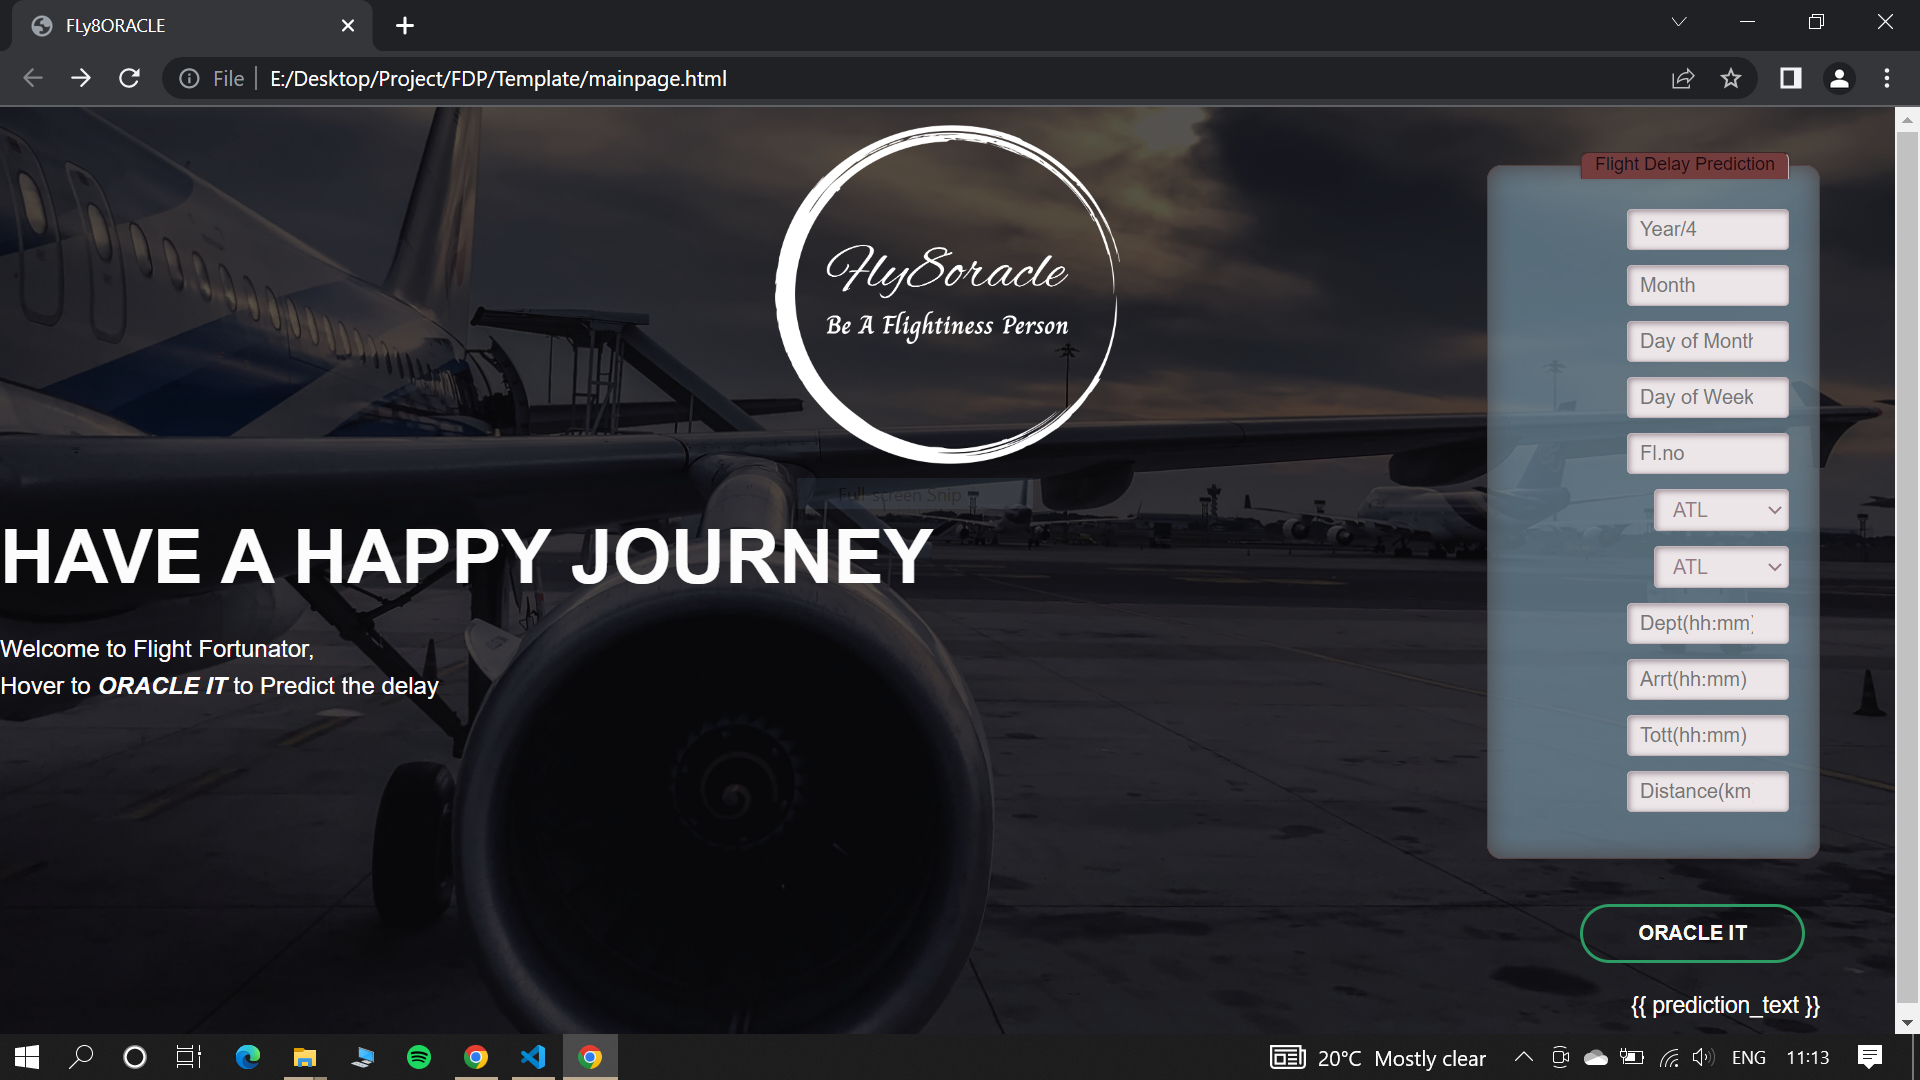 FLy8ORACLE
File
E:/Desktop/Project/FDP/Template/mainpage.html
Fly8oracle
Be A Flightiness Person
Flight Delay Prediction
Year/4
Month
Day of Month
Day of Week
Fl.no
ATL
ATL
Dept(hh:mm)
Arrt(hh:mm)
Tott(hh:mm)
Distance(km
Full-screen Snip
HAVE A HAPPY JOURNEY
Welcome to Flight Fortunator,
Hover to ORACLE IT to Predict the delay
ORACLE IT
{{ prediction_text }}
20°C Mostly clear
ENG
11:13